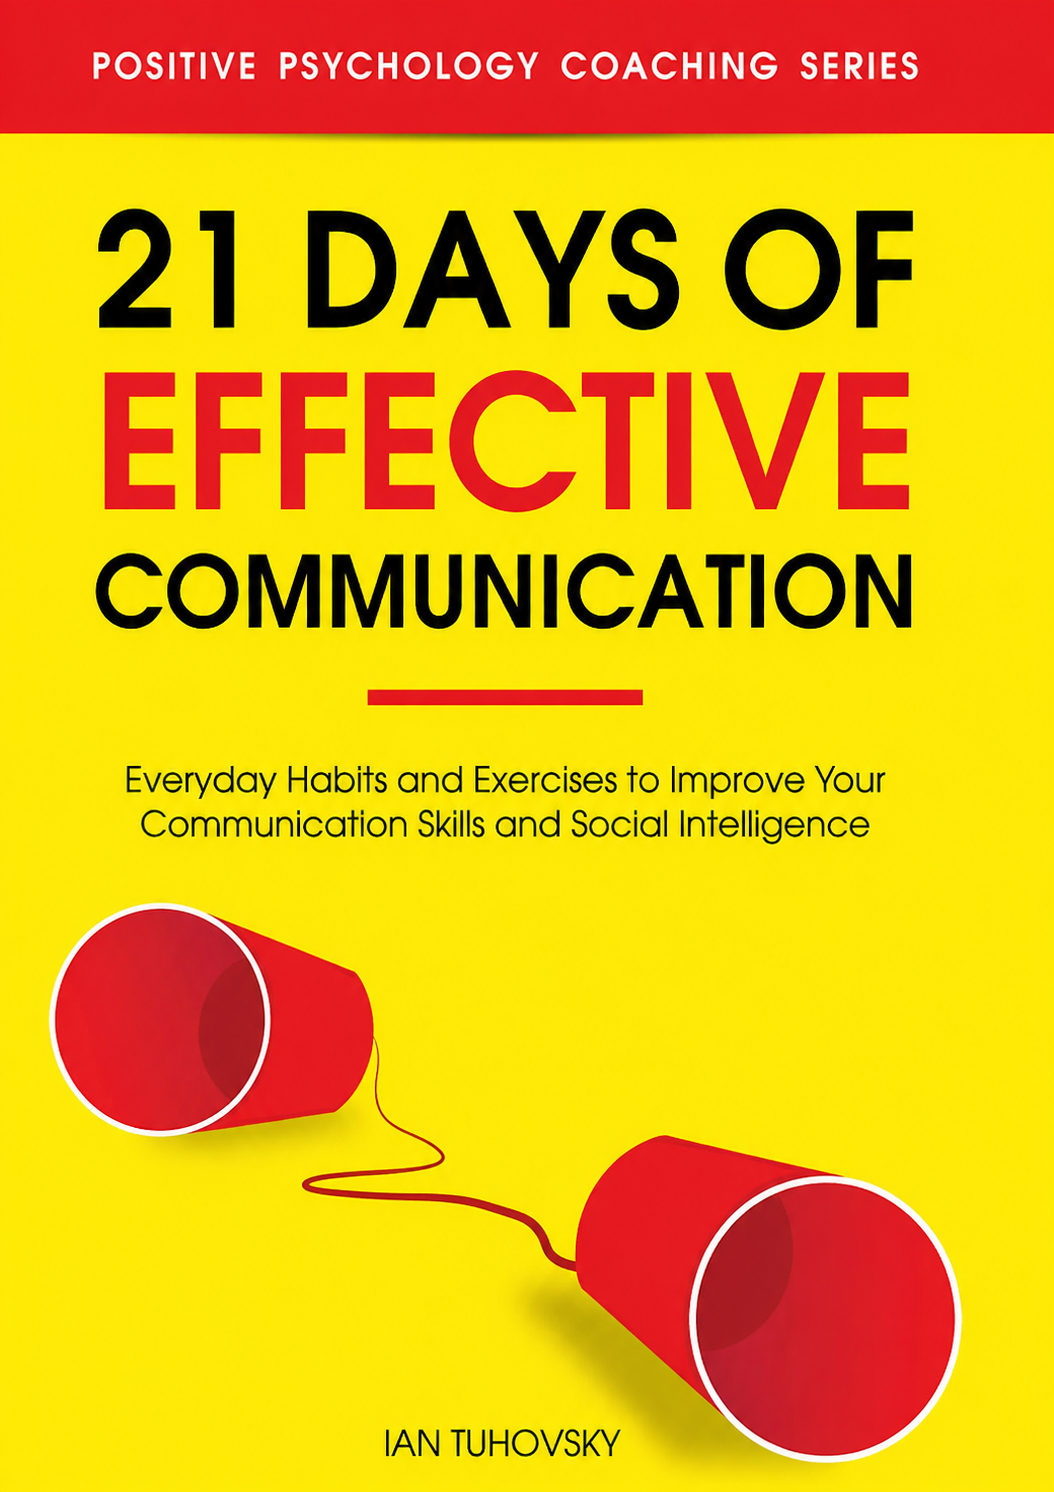 POSITIVE PSYCHOLOGY COACHING SERIES
21 DAYS OF
EFFECTIVE
COMMUNICATION
Everyday Habits and Exercises to Improve Your
Communication Skills and Social Intelligence
IAN TUHOVSKY